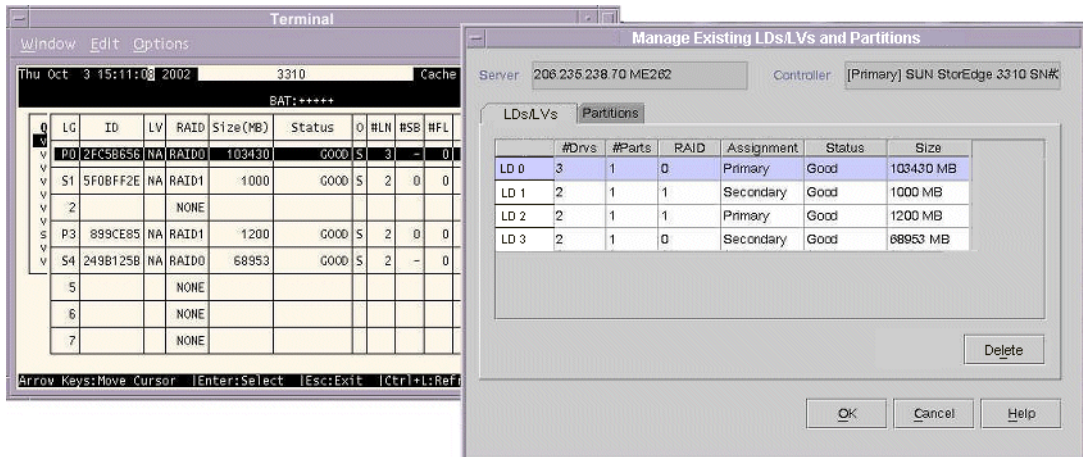 Terminal
Window Edit Options
Thu Oct 3 15:11:08 2002 3310 Cache
BAT:+++++
Q LG ID LV RAID Size(MB) Status O #LN #SB #FL
v P0 2FC5B656 NA RAID0 103430 GOOD S 3 - 0
v S1 5F0BFF2E NA RAID1 1000 GOOD S 2 0 0
v 2 NONE
s P3 899CE85 NA RAID1 1200 GOOD S 2 0 0
v S4 249B125B NA RAID0 68953 GOOD S 2 - 0
5 NONE
6 NONE
7 NONE
Arrow Keys:Move Cursor |Enter:Select |Esc:Exit |Ctrl+L:Refr
Manage Existing LDs/LVs and Partitions
Server 206.235.238.70 ME262 Controller [Primary] SUN StorEdge 3310 SN#
LDs/LVs Partitions
#Drvs #Parts RAID Assignment Status Size
LD 0 3 1 0 Primary Good 103430 MB
LD 1 2 1 1 Secondary Good 1000 MB
LD 2 2 1 1 Primary Good 1200 MB
LD 3 2 1 0 Secondary Good 68953 MB
Delete
OK Cancel Help